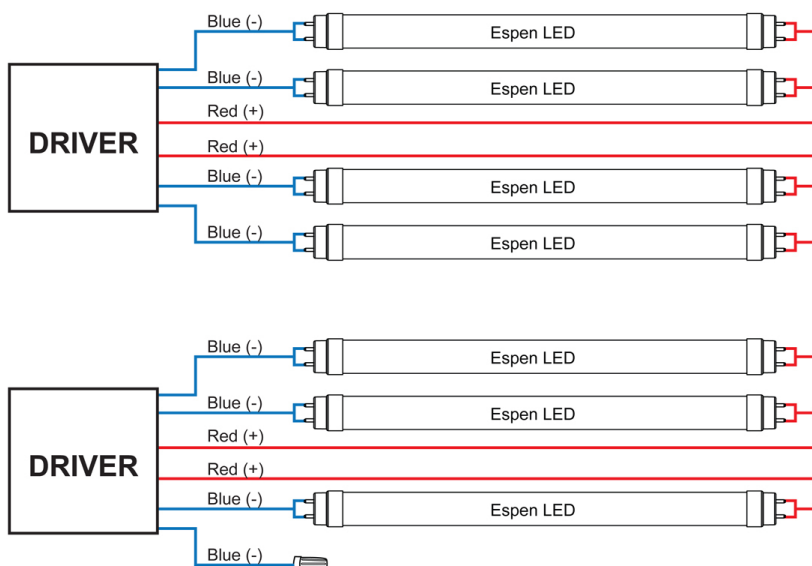 Blue (-)
Espen LED
Blue (-)
Espen LED
Red (+)
DRIVER
Red (+)
Blue (-)
Espen LED
Blue (-)
Espen LED
Blue (-)
Espen LED
Blue (-)
Espen LED
Red (+)
DRIVER
Red (+)
Blue (-)
Espen LED
Blue (-)